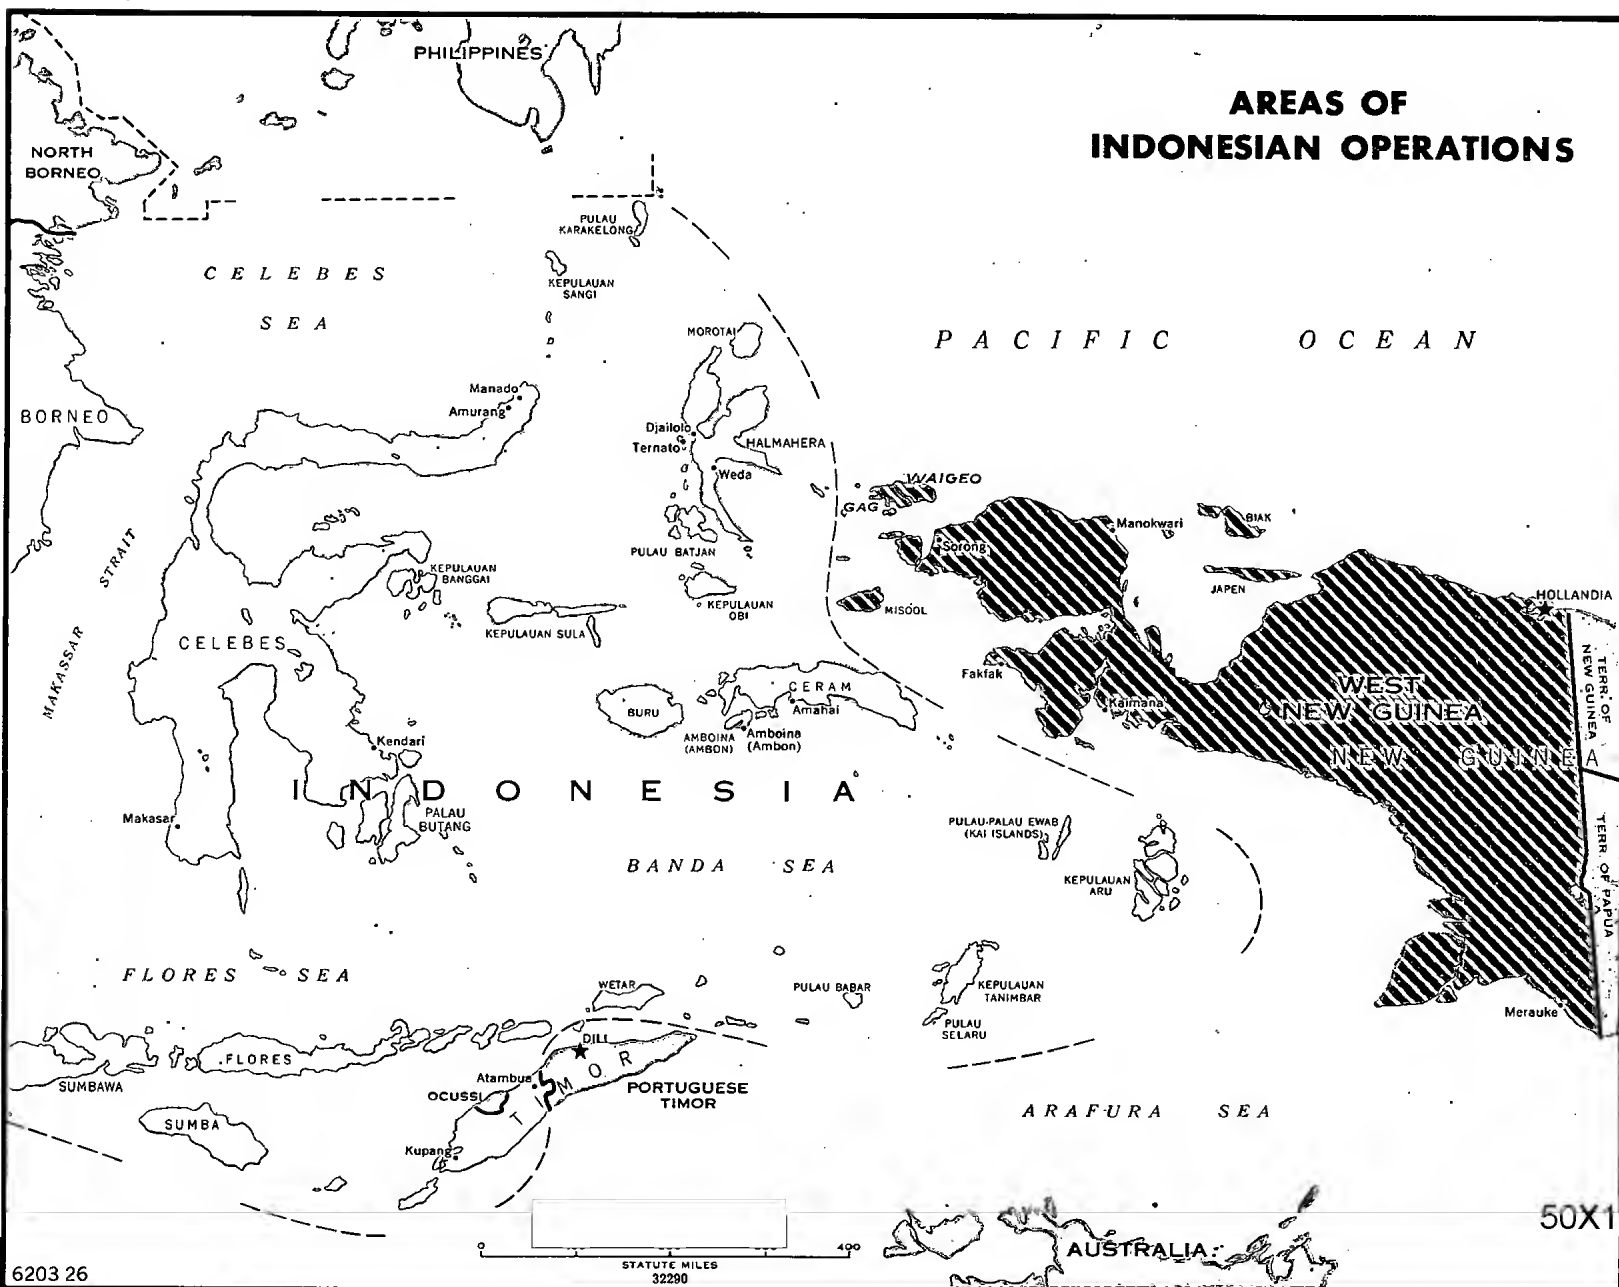 AREAS OF
INDONESIAN OPERATIONS
PHILIPPINES
NORTH
BORNEO
PULAU
KARAKELONG
CELEBES
SEA
KEPULAUAN
SANGI
MOROTAI
PACIFIC OCEAN
Manado
Amurang
BORNEO
Djailolo
Ternate
HALMAHERA
Weda
WAIGEO
GAG
Manokwari
BIAK
Sorong
PULAU BATJAN
MAKASSAR STRAIT
KEPULAUAN
BANGGAI
KEPULAUAN
OBI
MISOOL
JAPEN
HOLLANDIA
KEPULAUAN SULA
CELEBES
TERR. OF
NEW GUINEA
Fakfak
CERAM
Amahai
BURU
AMBOINA
(AMBON)
Amboina
(Ambon)
Kaimana
WEST
NEW GUINEA
NEW GUINEA
Kendari
INDONESIA
Makasar
PALAU
BUTANG
PULAU-PALAU EWAB
(KAI ISLANDS)
TERR. OF PAPUA
BANDA SEA
KEPULAUAN
ARU
FLORES SEA
WETAR
PULAU BABAR
KEPULAUAN
TANIMBAR
PULAU
SELARU
Merauke
DILI
FLORES
SUMBAWA
Atambua
OCUSSI
TIMOR
PORTUGUESE
TIMOR
SUMBA
Kupang
ARAFURA SEA
50X1
AUSTRALIA
0 400
STATUTE MILES
32290
6203 26